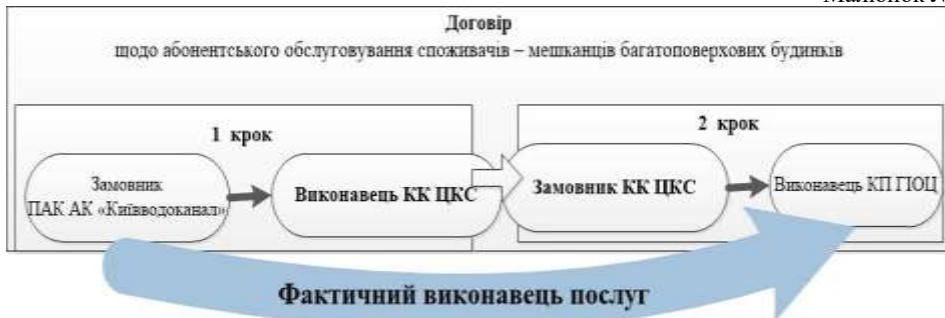 Договір
щодо абонентського обслуговування споживачів – мешканців багатоповерхових будинків
1 крок
Замовник
ПАК АК «Київводоканал»
Виконавець КК ЦКС
2 крок
Замовник КК ЦКС
Виконавець КП ГІОЦ
Фактичний виконавець послуг